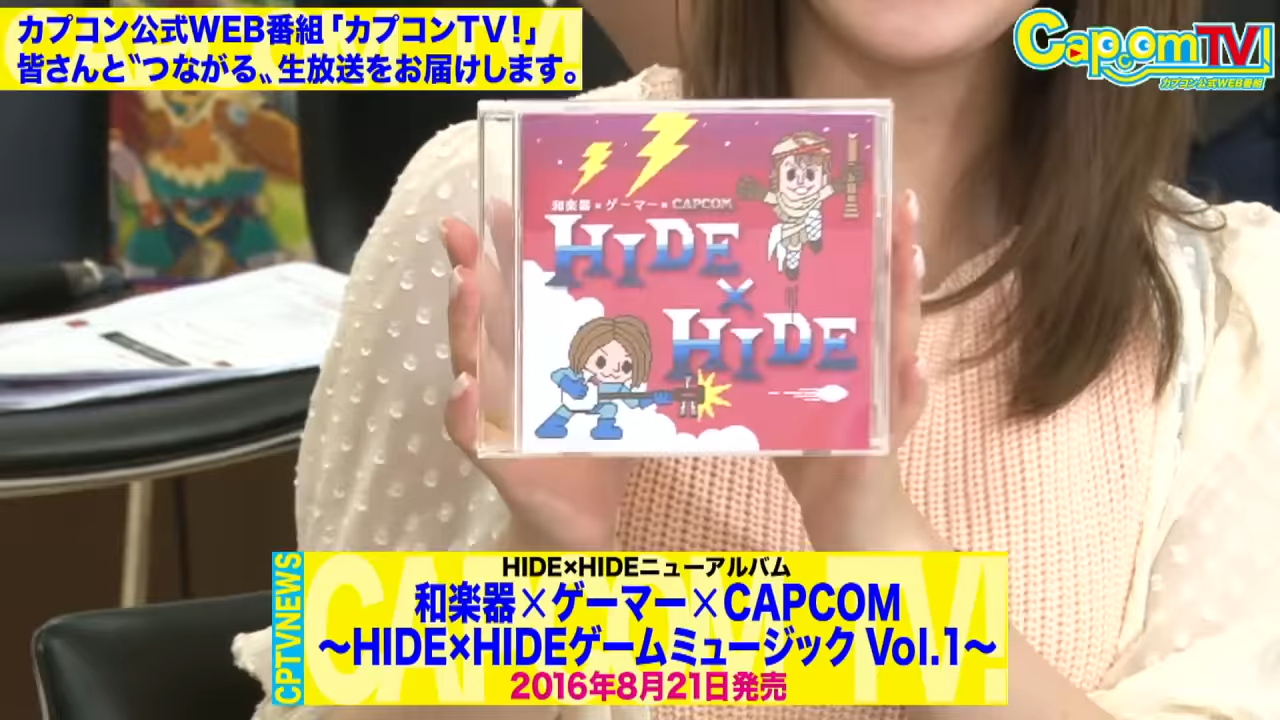 カプコン公式WEB番組「カプコンTV!」
皆さんと〝つながる〟生放送をお届けします。
CapcomTV!
カプコン公式WEB番組
和楽器×ゲーマー×CAPCOM
HIDE
×
HIDE
CPTVNEWS
CAPCOM TV!
HIDE×HIDEニューアルバム
和楽器×ゲーマー×CAPCOM
～HIDE×HIDEゲームミュージック Vol.1～
2016年8月21日発売